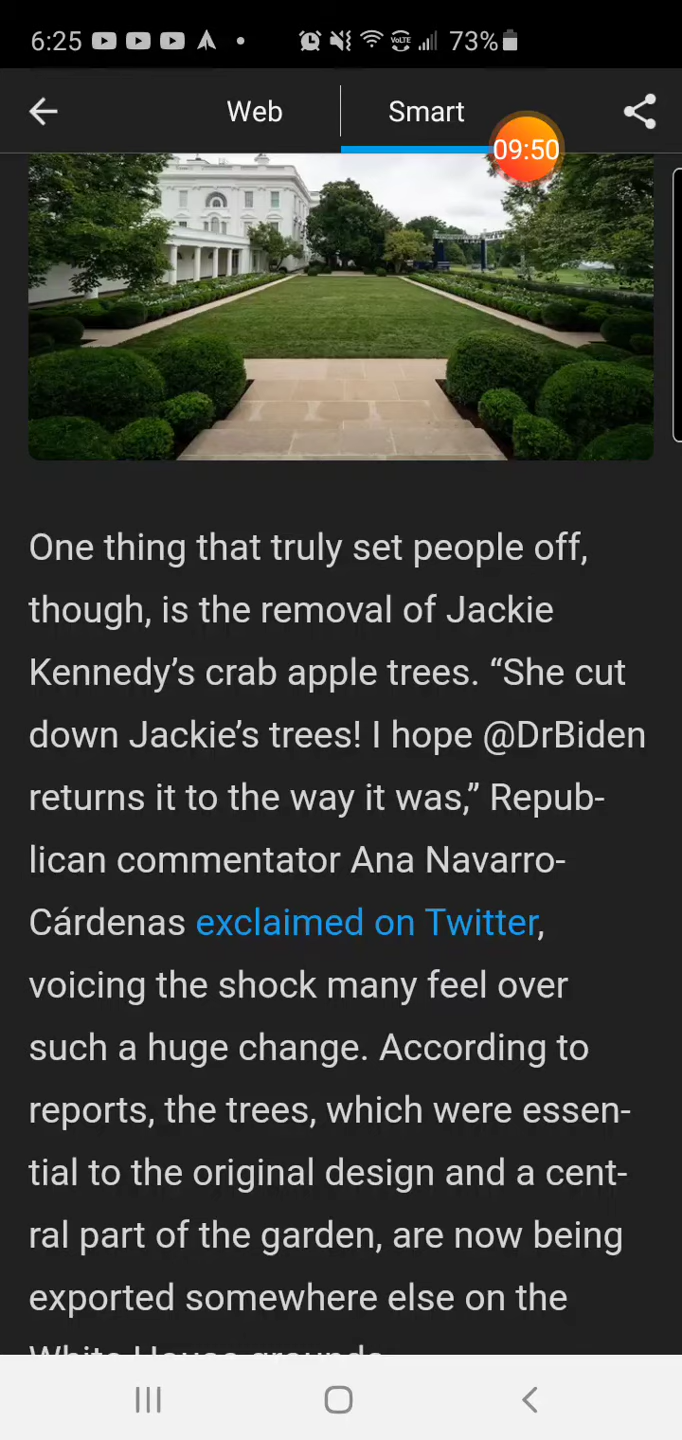 6:25
VoLTE
73%
Web
Smart
09:50
One thing that truly set people off,
though, is the removal of Jackie
Kennedy’s crab apple trees. “She cut
down Jackie’s trees! I hope @DrBiden
returns it to the way it was,” Repub-
lican commentator Ana Navarro-
Cárdenas exclaimed on Twitter,
voicing the shock many feel over
such a huge change. According to
reports, the trees, which were essen-
tial to the original design and a cent-
ral part of the garden, are now being
exported somewhere else on the
White House grounds.